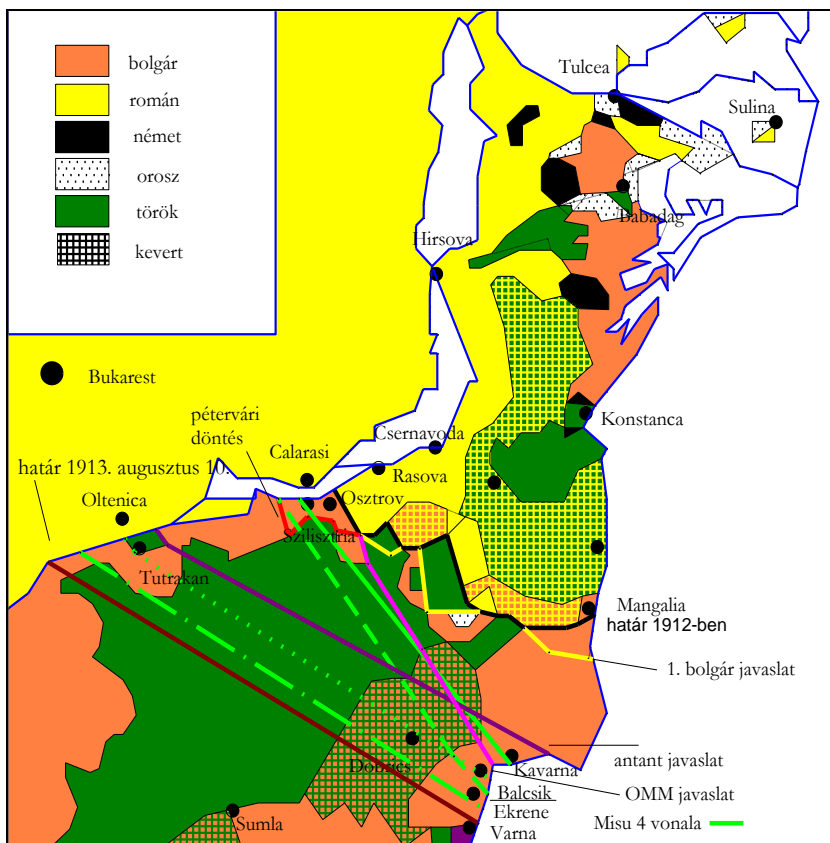 bolgár
román
német
orosz
török
kevert
Tulcea
Sulina
Babadag
Hirsova
Bukarest
Konstanca
pétervári
döntés
Csernavoda
Calarasi
Rasova
határ 1913. augusztus 10.
Oltenica
Osztrov
Szilisztria
Tutrakan
Mangalia
határ 1912-ben
1. bolgár javaslat
Dobrics
Kavarna
antant javaslat
OMM javaslat
Balcsik
Ekrene
Sumla
Varna
Misu 4 vonala